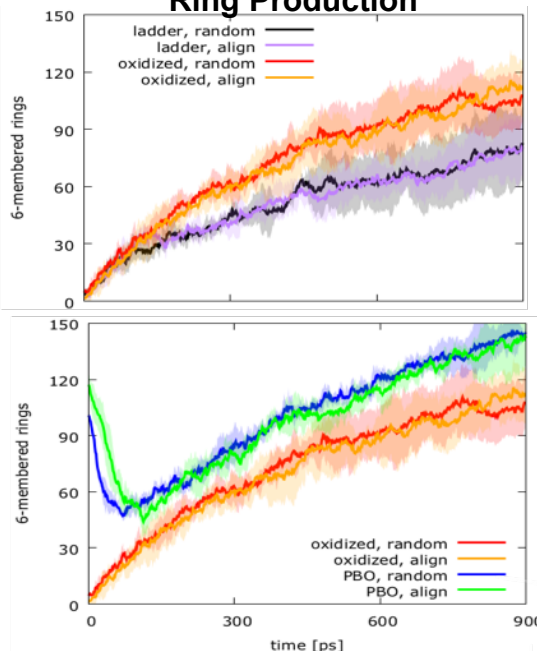 Ring Production
150
120
90
60
30
0
6-membered rings
ladder, random
ladder, align
oxidized, random
oxidized, align
150
120
90
60
30
0
6-membered rings
oxidized, random
oxidized, align
PBO, random
PBO, align
0 300 600 900
time [ps]